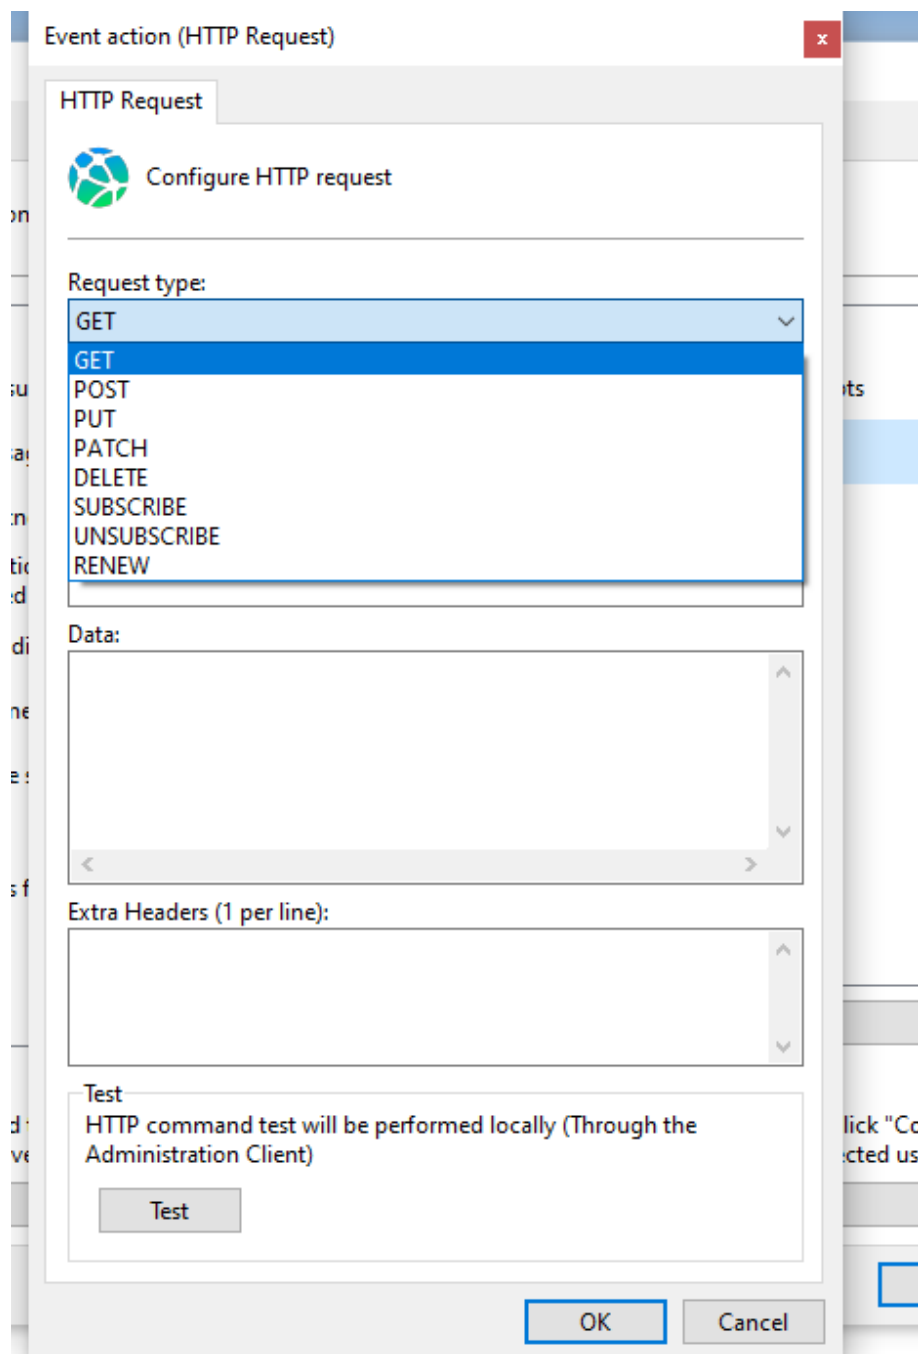 Event action (HTTP Request)
x
HTTP Request
Configure HTTP request
Request type:
GET
GET
POST
PUT
PATCH
DELETE
SUBSCRIBE
UNSUBSCRIBE
RENEW
Data:
Extra Headers (1 per line):
Test
HTTP command test will be performed locally (Through the
Administration Client)
Test
OK
Cancel